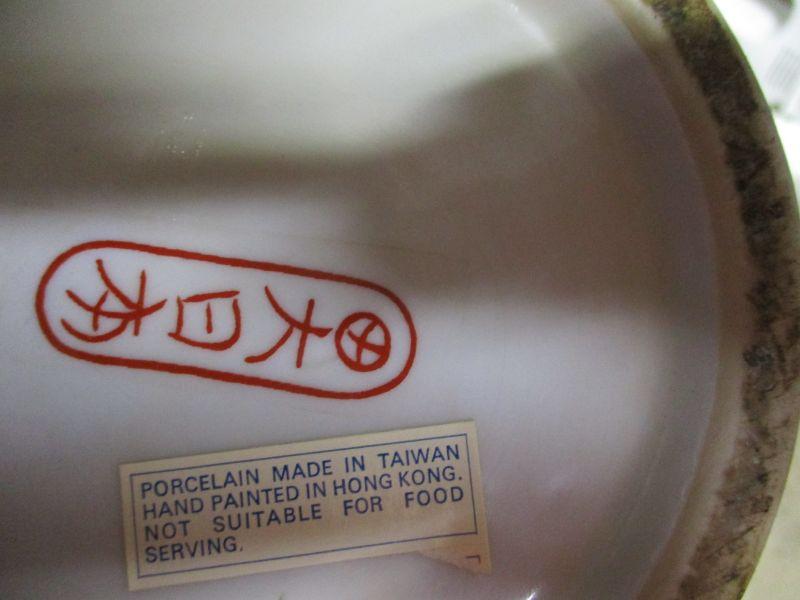 大日本
PORCELAIN MADE IN TAIWAN
HAND PAINTED IN HONG KONG.
NOT SUITABLE FOR FOOD
SERVING.